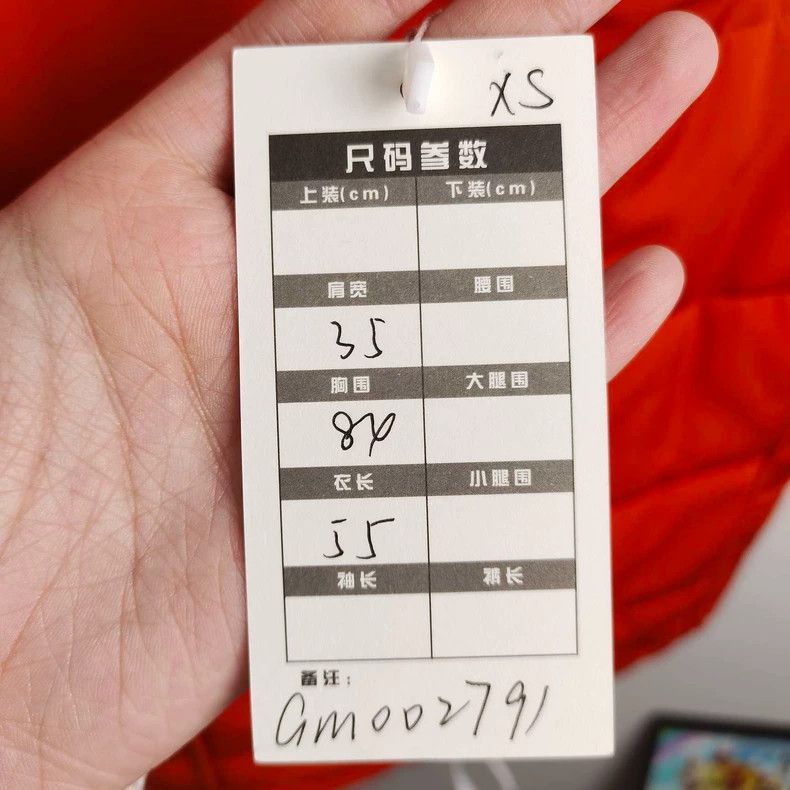 XS
尺码参数
上装(cm) 下装(cm)
肩宽 腰围
35
胸围 大腿围
84
衣长 小腿围
55
袖长 裤长
备注:
GM002791